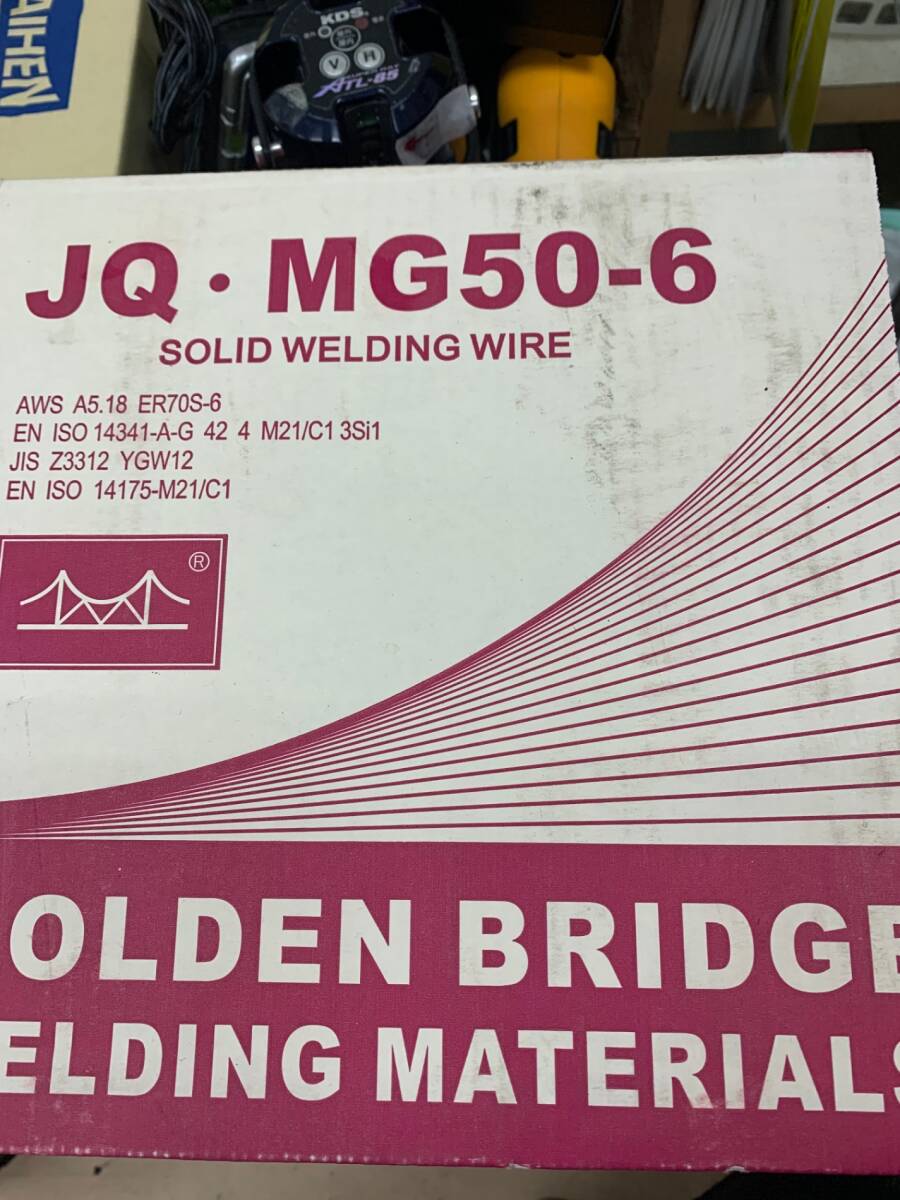 AIHEN
KDS
V H
ATL-65
JQ · MG50-6
SOLID WELDING WIRE
AWS A5.18 ER70S-6
EN ISO 14341-A-G 42 4 M21/C1 3Si1
JIS Z3312 YGW12
EN ISO 14175-M21/C1
®
OLDEN BRIDGE
ELDING MATERIALS